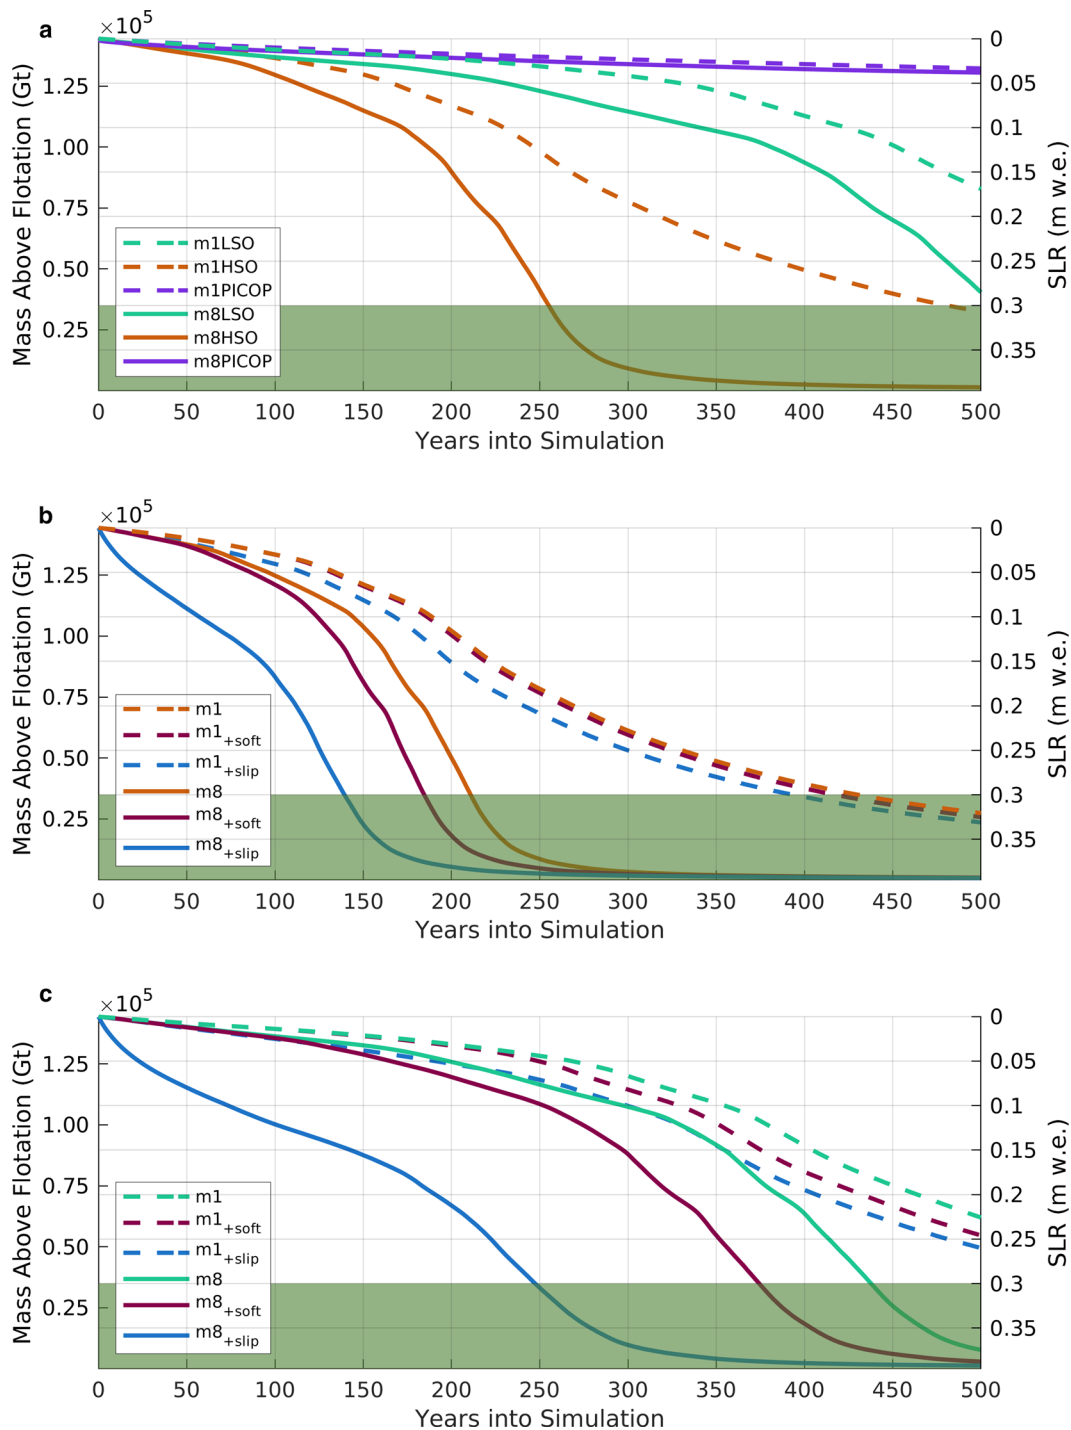 a
×10⁵
Mass Above Flotation (Gt)
1.25
1.00
0.75
0.50
0.25
m1LSO
m1HSO
m1PICOP
m8LSO
m8HSO
m8PICOP
0
0.05
0.1
0.15
0.2
0.25
0.3
0.35
SLR (m w.e.)
0 50 100 150 200 250 300 350 400 450 500
Years into Simulation
b
×10⁵
Mass Above Flotation (Gt)
1.25
1.00
0.75
0.50
0.25
m1
m1+soft
m1+slip
m8
m8+soft
m8+slip
0
0.05
0.1
0.15
0.2
0.25
0.3
0.35
SLR (m w.e.)
0 50 100 150 200 250 300 350 400 450 500
Years into Simulation
c
×10⁵
Mass Above Flotation (Gt)
1.25
1.00
0.75
0.50
0.25
m1
m1+soft
m1+slip
m8
m8+soft
m8+slip
0
0.05
0.1
0.15
0.2
0.25
0.3
0.35
SLR (m w.e.)
0 50 100 150 200 250 300 350 400 450 500
Years into Simulation